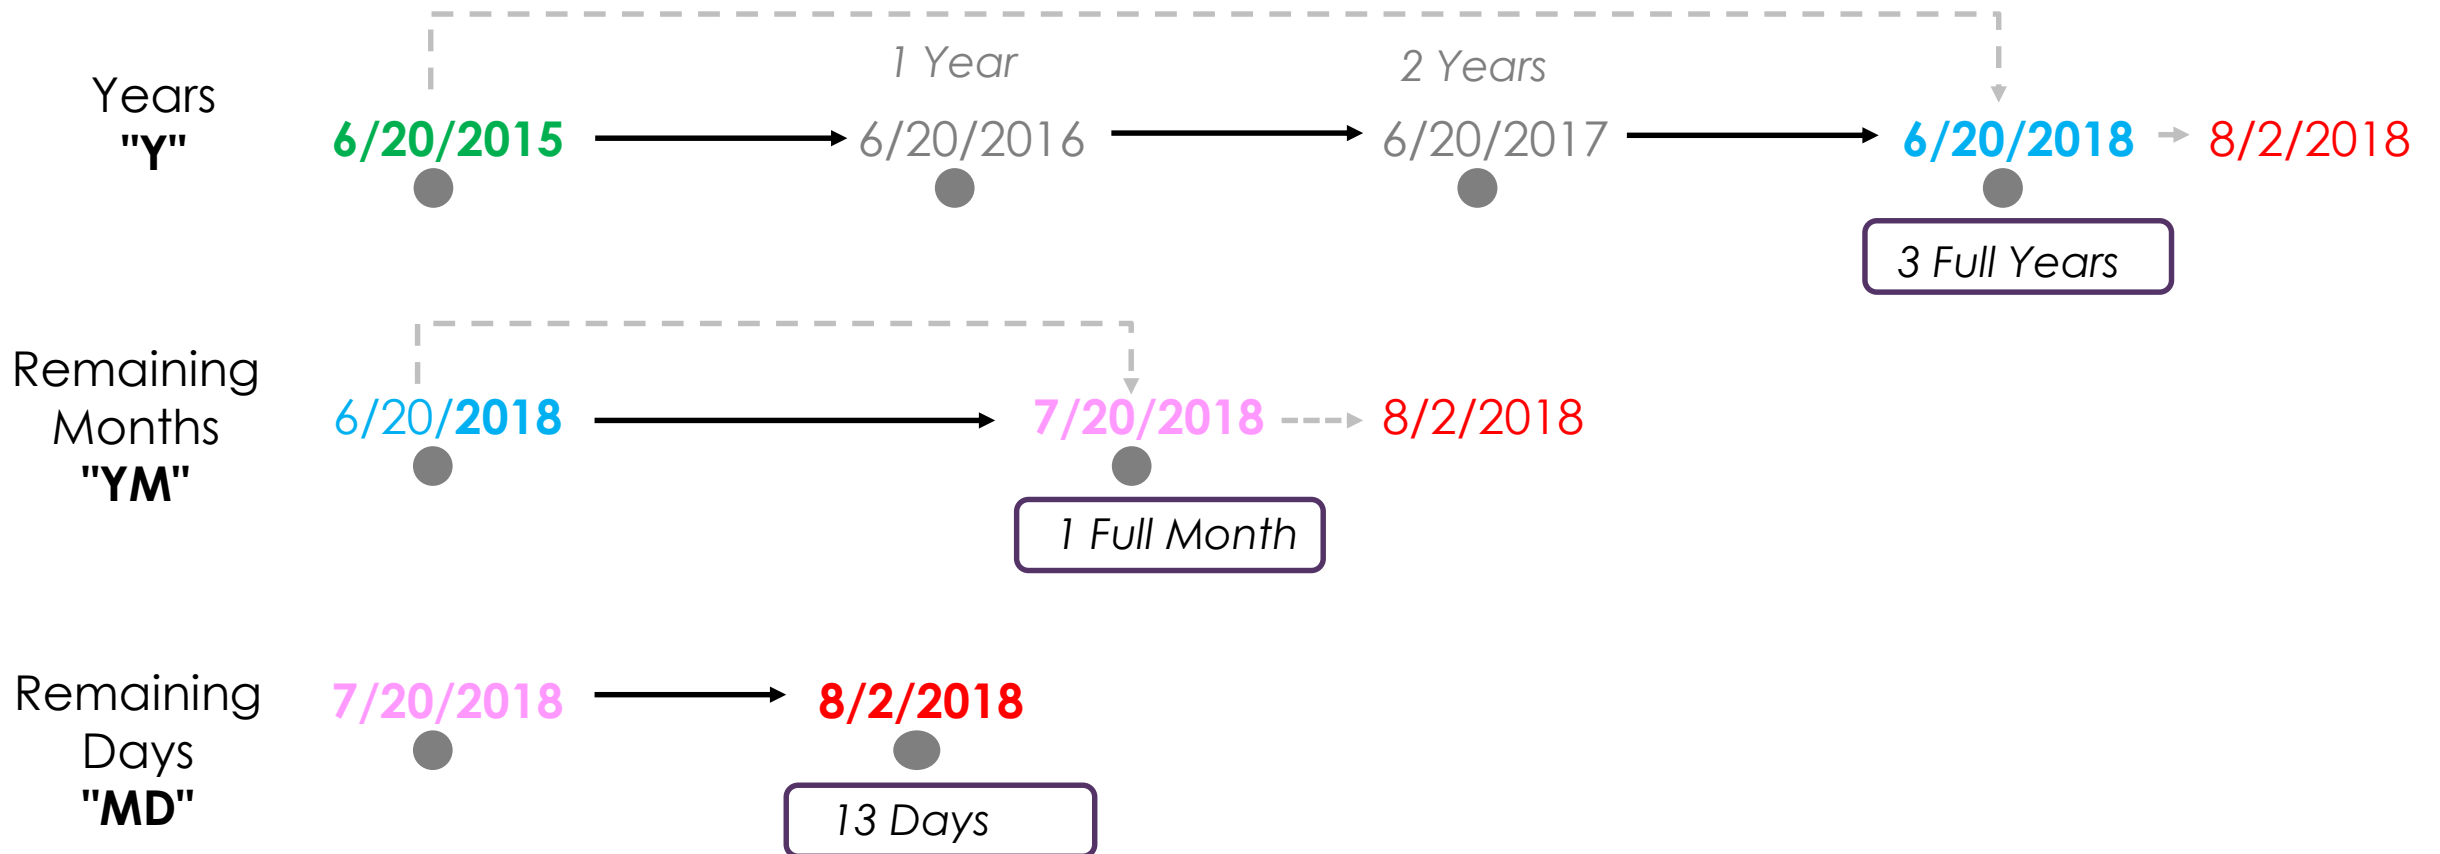 1 Year
2 Years
Years
"Y"
6/20/2015
6/20/2016
6/20/2017
6/20/2018
8/2/2018
3 Full Years
Remaining
Months
"YM"
6/20/2018
7/20/2018
8/2/2018
1 Full Month
Remaining
Days
"MD"
7/20/2018
8/2/2018
13 Days